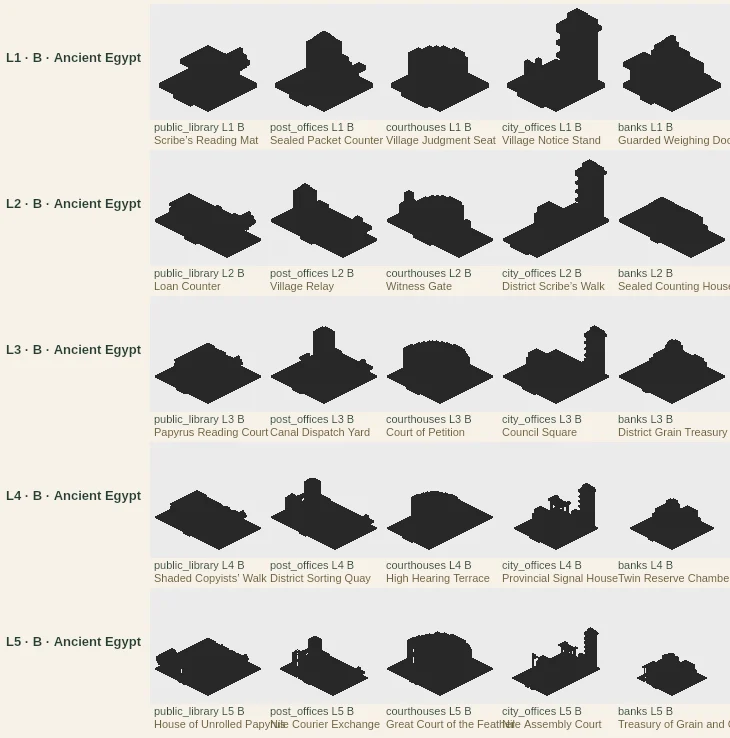 L1 · B · Ancient Egypt
public_library L1 B post_offices L1 B courthouses L1 B city_offices L1 B banks L1 B
Scribe's Reading Mat Sealed Packet Counter Village Judgment Seat Village Notice Stand Guarded Weighing Doc
L2 · B · Ancient Egypt
public_library L2 B post_offices L2 B courthouses L2 B city_offices L2 B banks L2 B
Loan Counter Village Relay Witness Gate District Scribe's Walk Sealed Counting House
L3 · B · Ancient Egypt
public_library L3 B post_offices L3 B courthouses L3 B city_offices L3 B banks L3 B
Papyrus Reading Court Canal Dispatch Yard Court of Petition Council Square District Grain Treasury
L4 · B · Ancient Egypt
public_library L4 B post_offices L4 B courthouses L4 B city_offices L4 B banks L4 B
Shaded Copyists' Walk District Sorting Quay High Hearing Terrace Provincial Signal House Twin Reserve Chambe
L5 · B · Ancient Egypt
public_library L5 B post_offices L5 B courthouses L5 B city_offices L5 B banks L5 B
House of Unrolled Papyrus Nile Courier Exchange Great Court of the Feather Nile Assembly Court Treasury of Grain and